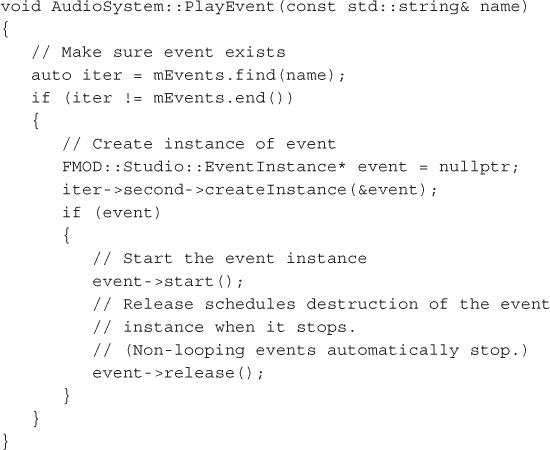 void AudioSystem::PlayEvent(const std::string& name)
{
   // Make sure event exists
   auto iter = mEvents.find(name);
   if (iter != mEvents.end())
   {
      // Create instance of event
      FMOD::Studio::EventInstance* event = nullptr;
      iter->second->createInstance(&event);
      if (event)
      {
         // Start the event instance
         event->start();
         // Release schedules destruction of the event
         // instance when it stops.
         // (Non-looping events automatically stop.)
         event->release();
      }
   }
}